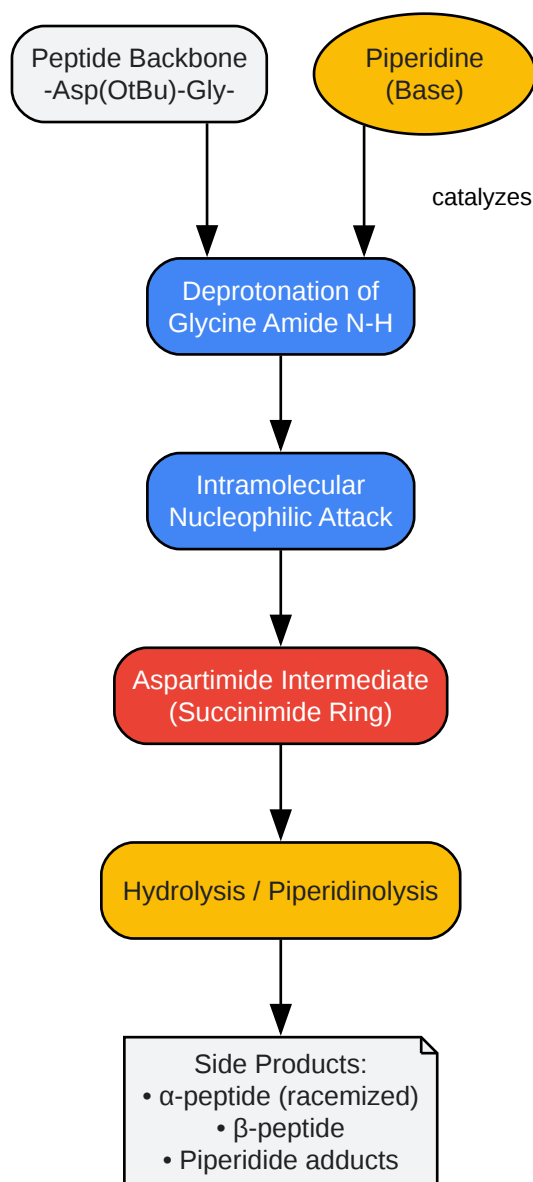 Peptide Backbone
-Asp(OtBu)-Gly-
Piperidine
(Base)
catalyzes
Deprotonation of
Glycine Amide N-H
Intramolecular
Nucleophilic Attack
Aspartimide Intermediate
(Succinimide Ring)
Hydrolysis / Piperidinolysis
Side Products:
• α-peptide (racemized)
• β-peptide
• Piperidide adducts